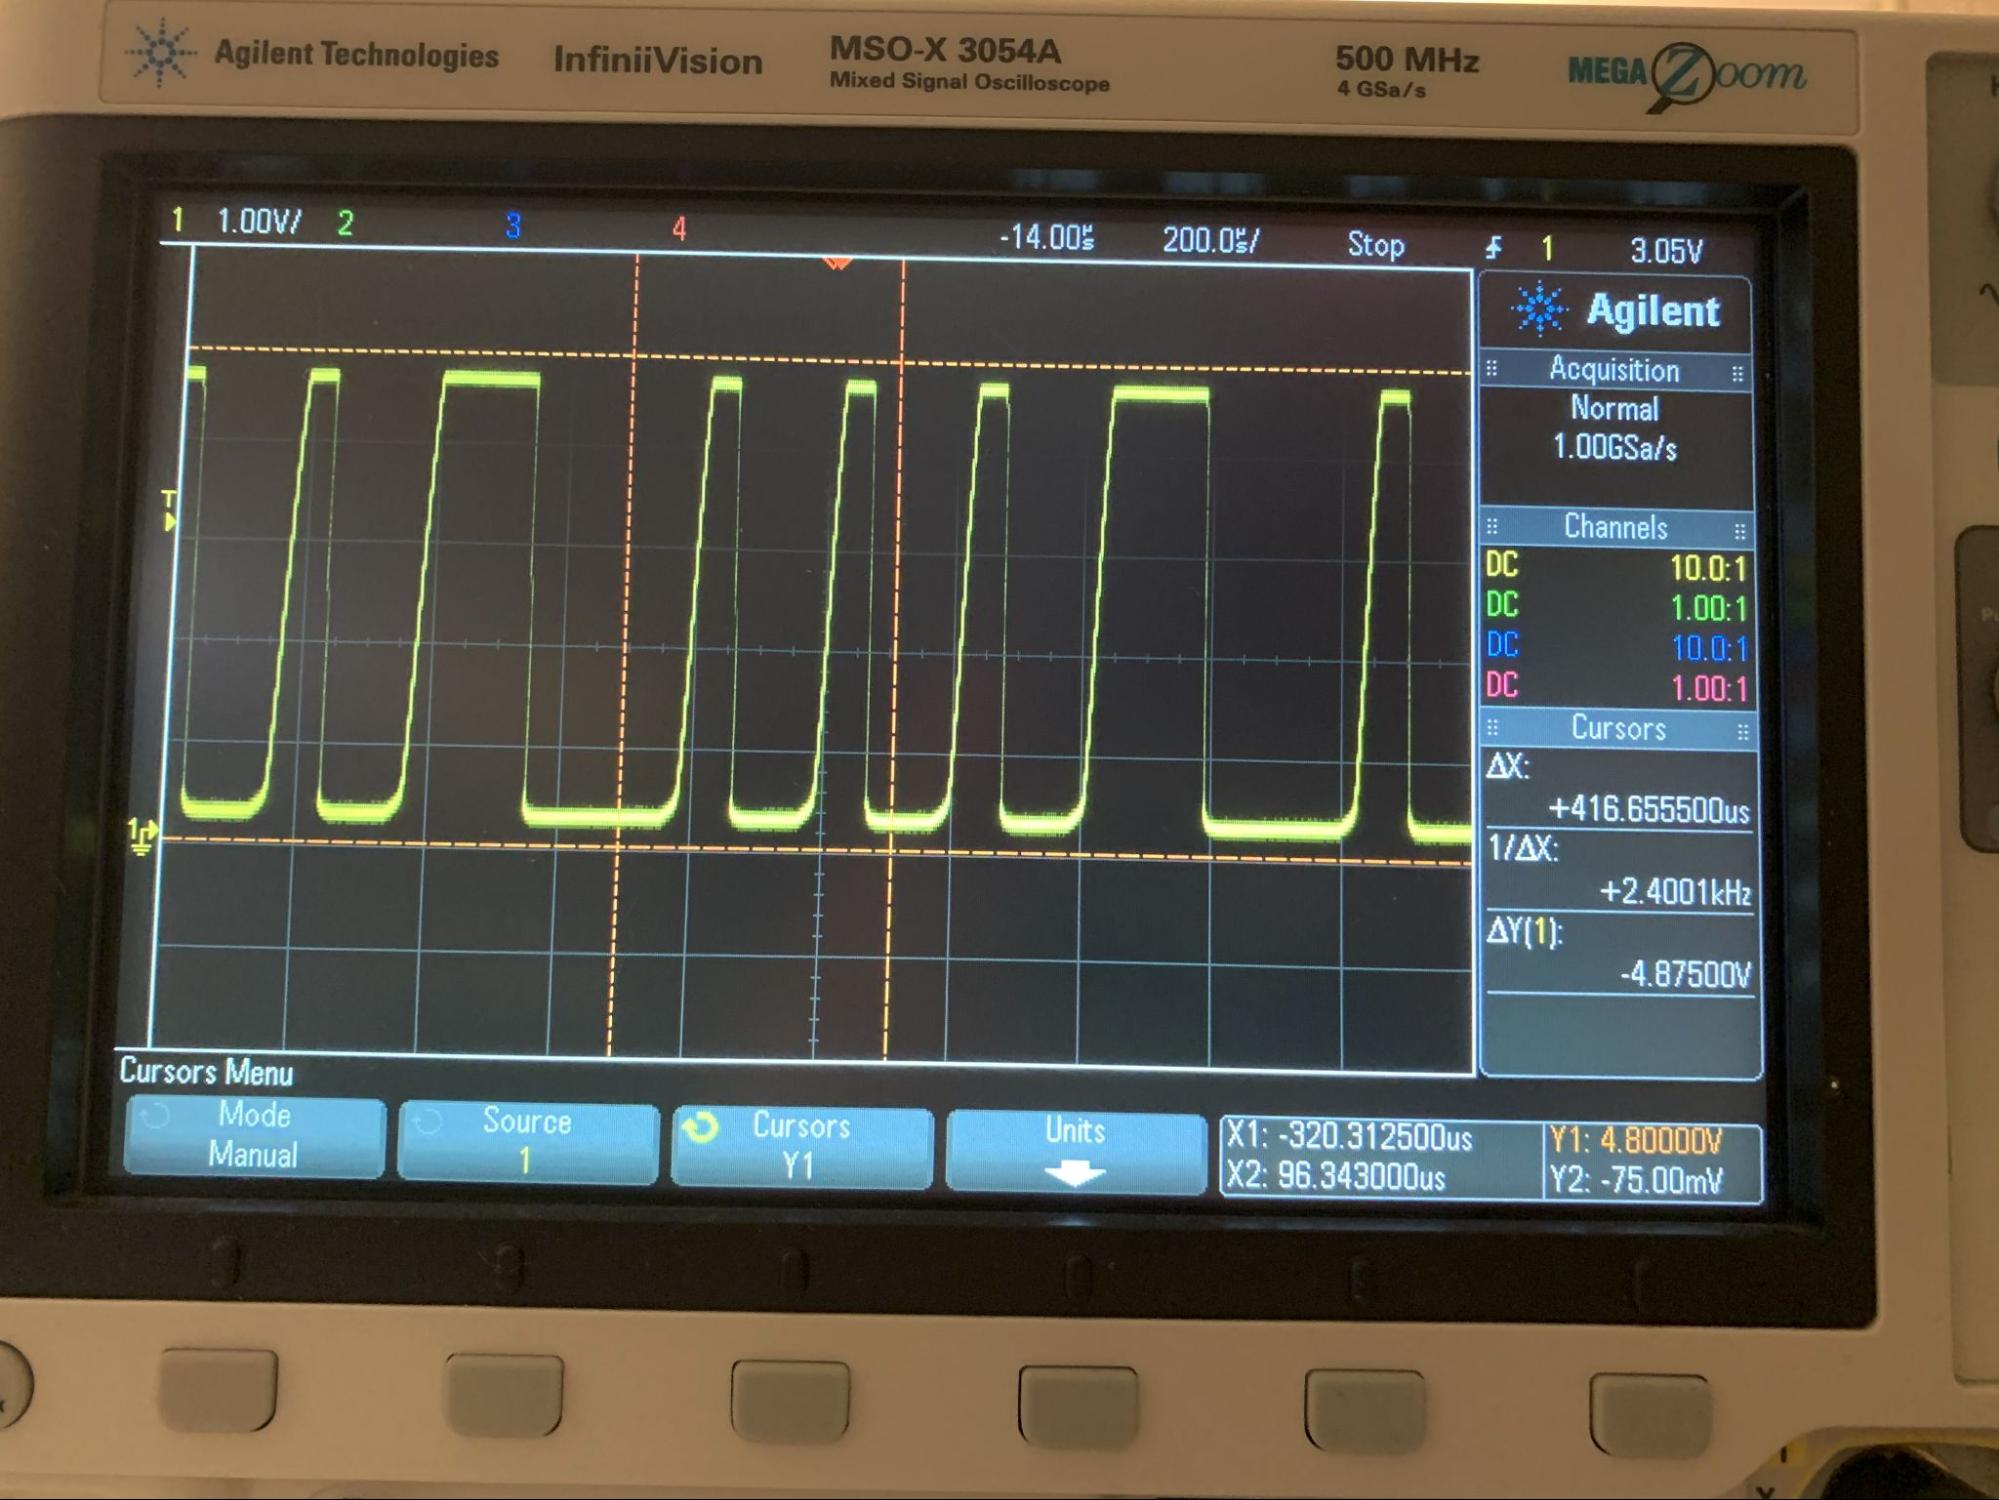 Agilent Technologies InfiniiVision MSO-X 3054A 500 MHz MEGA Zoom
Mixed Signal Oscilloscope 4 GSa/s
1 1.00V/ 2 3 4 -14.00µs 200.0µs/ Stop 1 3.05V
Agilent
Acquisition
Normal
1.00GSa/s
T
Channels
DC 10.0:1
DC 1.00:1
DC 10.0:1
DC 1.00:1
Cursors
ΔX:
+416.655500us
1
1/ΔX:
+2.4001kHz
ΔY(1):
-4.87500V
Cursors Menu
Mode
Manual
Source
1
Cursors
Y1
Units
X1: -320.312500us
X2: 96.343000us
Y1: 4.80000V
Y2: -75.00mV